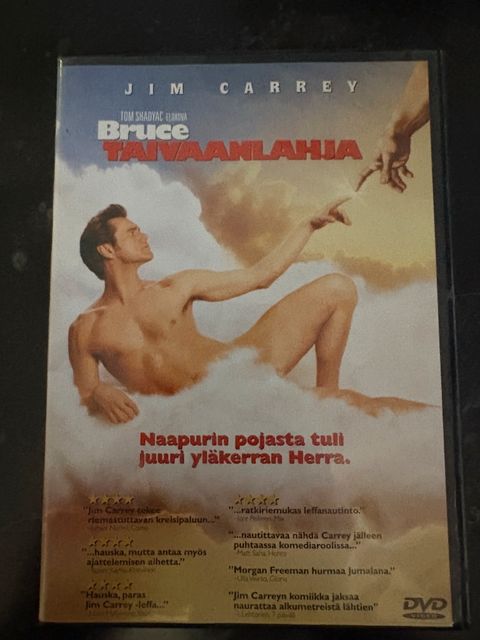 JIM CARREY
TOM SHADYAC ELOKUVA
Bruce
TAIVAANLAHJA
Naapurin pojasta tuli
juuri yläkerran Herra.
"Jim Carrey tekee
riemastuttavan kreisipaluun..."
"...hauska, mutta antaa myös
ajattelemisen aihetta."
"Hauska, paras
Jim Carrey -leffa..."
"...ratkiriemukas leffanautinto."
"...nautittavaa nähdä Carrey jälleen
puhtaassa komediaroolissa..."
"Morgan Freeman hurmaa Jumalana."
"Jim Carreyn komiikka jaksaa
naurattaa alkumetreistä lähtien"
DVD
VIDEO